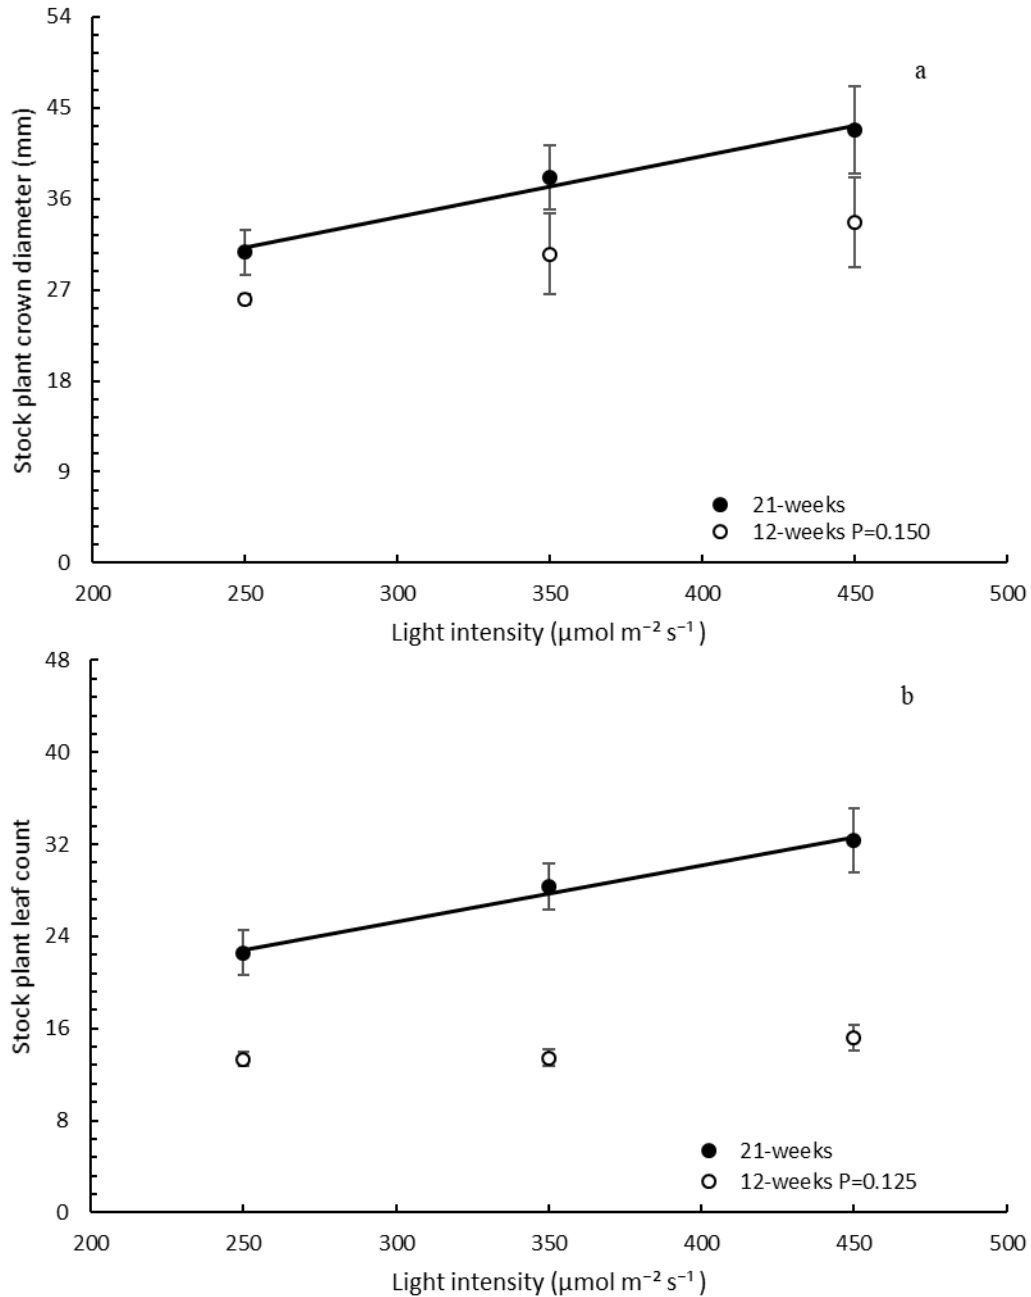 54
a
45
36
27
18
9
0
Stock plant crown diameter (mm)
21-weeks
12-weeks P=0.150
200 250 300 350 400 450 500
Light intensity (µmol m⁻² s⁻¹ )
48
b
40
32
24
16
8
0
Stock plant leaf count
21-weeks
12-weeks P=0.125
200 250 300 350 400 450 500
Light intensity (µmol m⁻² s⁻¹ )